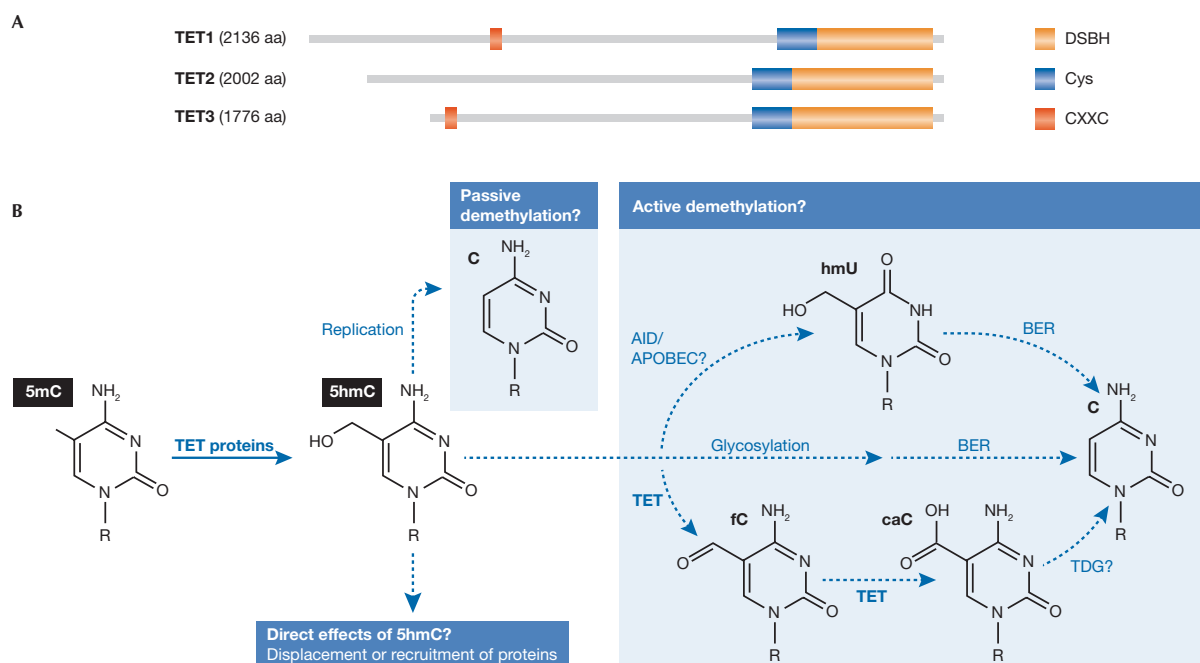 A
TET1 (2136 aa)
TET2 (2002 aa)
TET3 (1776 aa)
DSBH
Cys
CXXC
B
Passive
demethylation?
Active demethylation?
C
NH2
N
N
O
R
Replication
hmU
O
HO
NH
N
O
R
AID/
APOBEC?
BER
5mC
NH2
N
N
O
R
TET proteins
5hmC
NH2
HO
N
N
O
R
Glycosylation
BER
C
NH2
N
N
O
R
TET
fC
NH2
O
N
N
O
R
TET
caC
OH
NH2
O
N
N
O
R
TDG?
Direct effects of 5hmC?
Displacement or recruitment of proteins